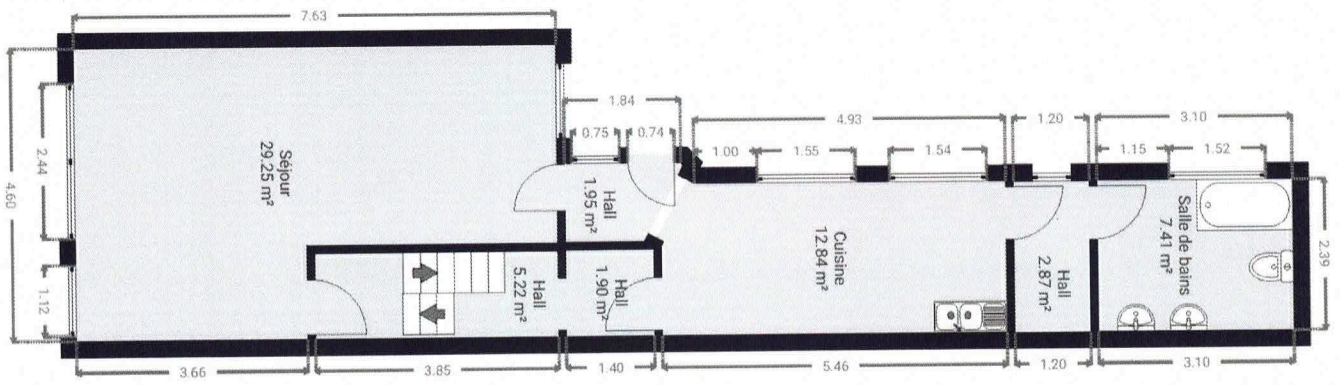 7.63
1.84
0.75
0.74
4.93
1.00
1.55
1.54
1.20
3.10
1.15
1.52
4.60
2.44
1.12
Séjour
29.25 m²
Hall
1.95 m²
Hall
5.22 m²
Hall
1.90 m²
Cuisine
12.84 m²
Hall
2.87 m²
Salle de bains
7.41 m²
2.39
3.66
3.85
1.40
5.46
1.20
3.10